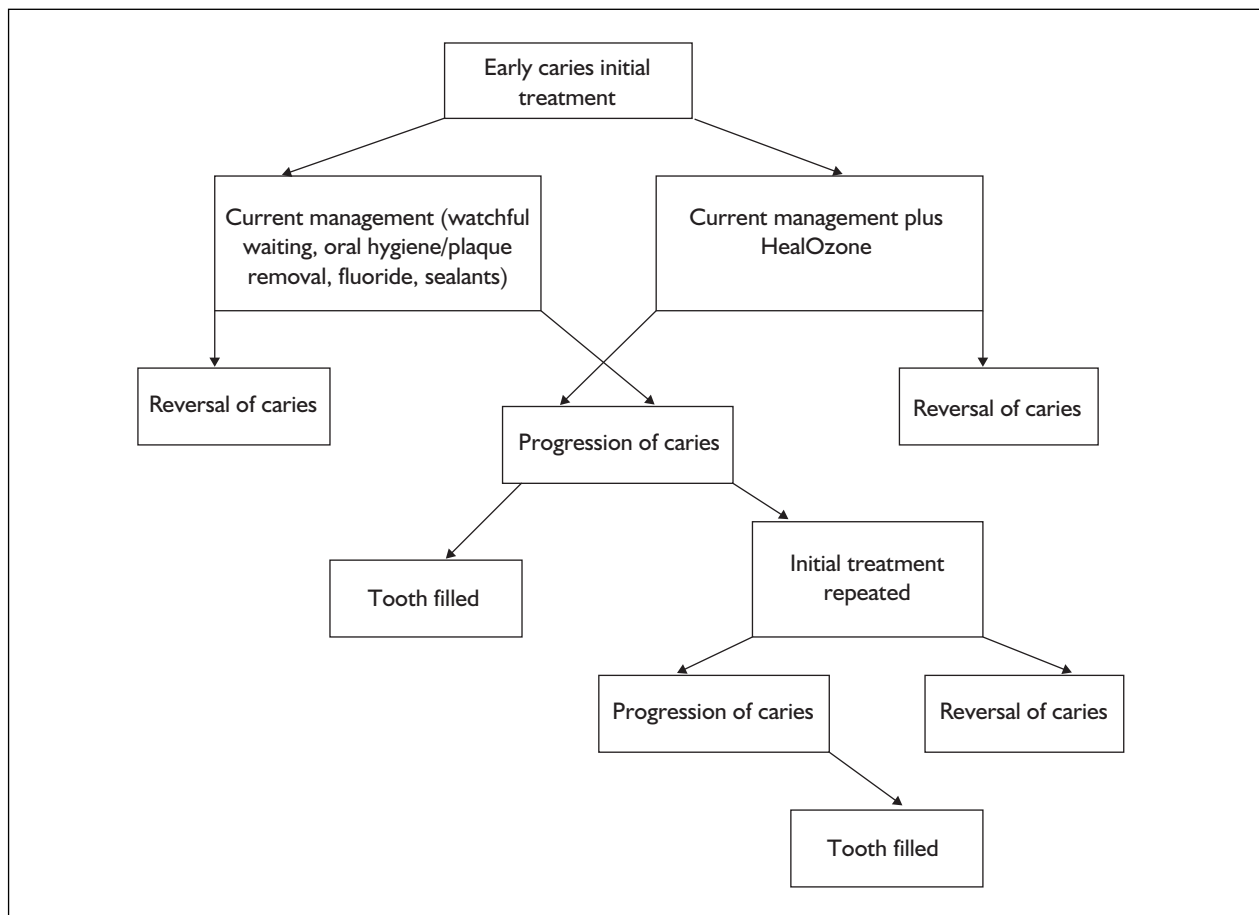 Early caries initial
treatment
Current management (watchful
waiting, oral hygiene/plaque
removal, fluoride, sealants)
Current management plus
HealOzone
Reversal of caries
Reversal of caries
Progression of caries
Tooth filled
Initial treatment
repeated
Progression of caries
Reversal of caries
Tooth filled